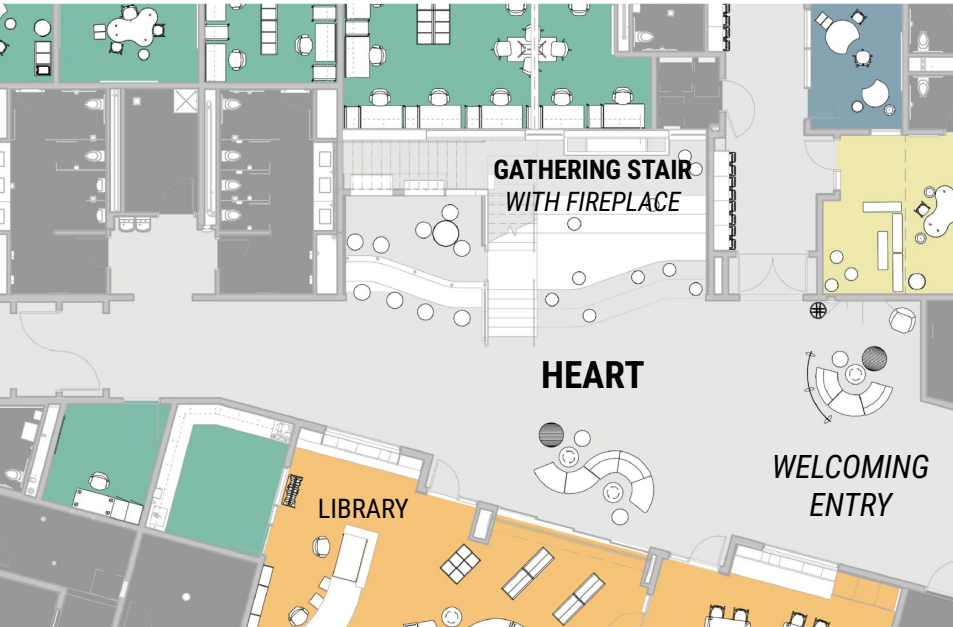 GATHERING STAIR
WITH FIREPLACE
HEART
WELCOMING
ENTRY
LIBRARY